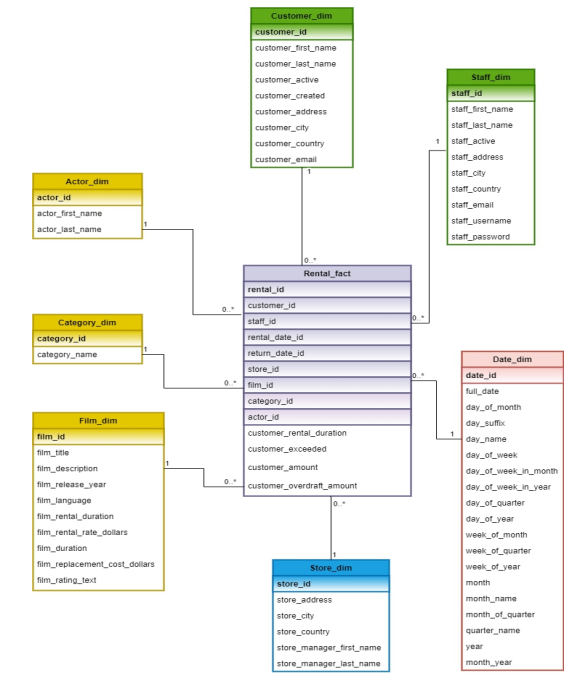 Customer_dim
customer_id
customer_first_name
customer_last_name
customer_active
customer_created
customer_address
customer_city
customer_country
customer_email
1
Staff_dim
staff_id
staff_first_name
staff_last_name
staff_active
staff_address
staff_city
staff_country
staff_email
staff_username
staff_password
1
Actor_dim
actor_id
actor_first_name
actor_last_name
1
0..*
Category_dim
category_id
category_name
1
0..*
Film_dim
film_id
film_title
film_description
film_release_year
film_language
film_rental_duration
film_rental_rate_dollars
film_duration
film_replacement_cost_dollars
film_rating_text
1
0..*
0..*
Rental_fact
rental_id
customer_id
staff_id
rental_date_id
return_date_id
store_id
film_id
category_id
actor_id
customer_rental_duration
customer_exceeded
customer_amount
customer_overdraft_amount
0..*
0..*
0..*
1
Date_dim
date_id
full_date
day_of_month
day_suffix
day_name
day_of_week
day_of_week_in_month
day_of_week_in_year
day_of_quarter
day_of_year
week_of_month
week_of_quarter
week_of_year
month
month_name
month_of_quarter
quarter_name
year
month_year
1
Store_dim
store_id
store_address
store_city
store_country
store_manager_first_name
store_manager_last_name